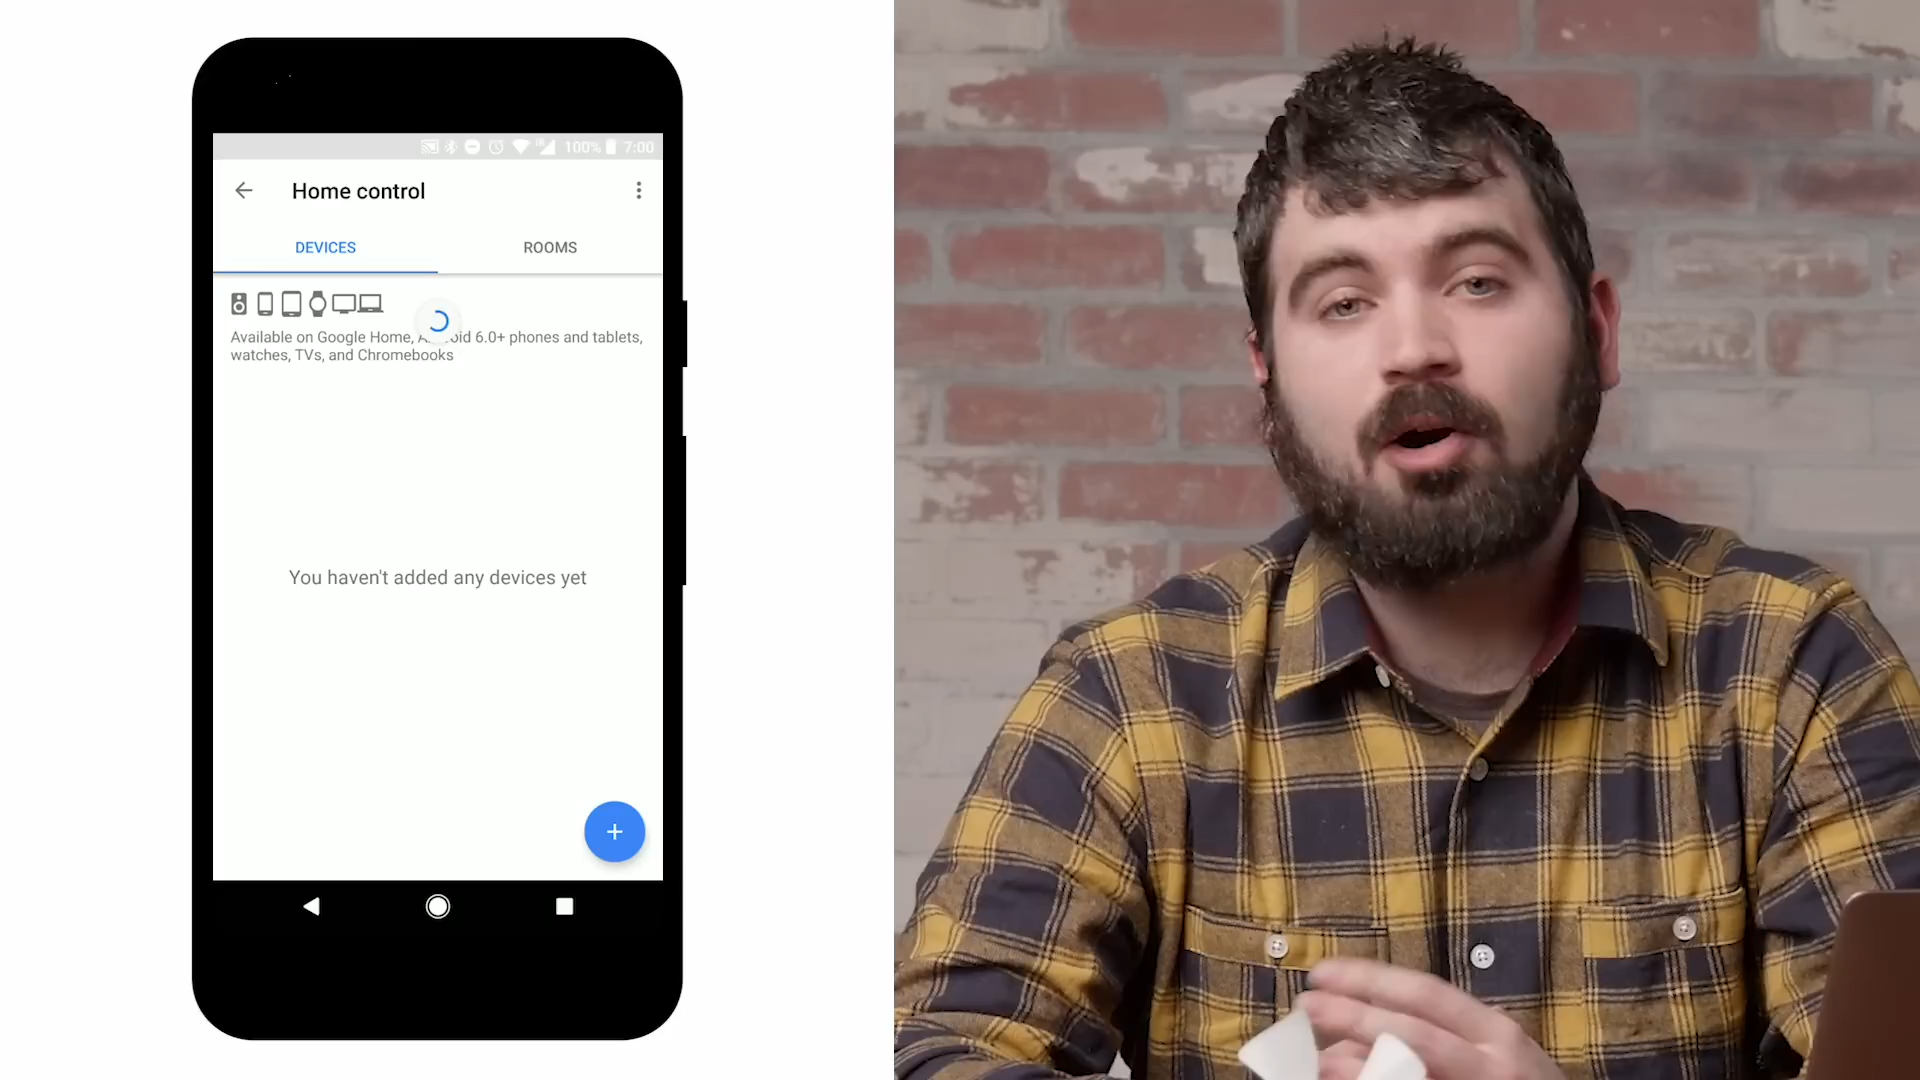 100% 7:00
Home control
DEVICES ROOMS
Available on Google Home, A oid 6.0+ phones and tablets,
watches, TVs, and Chromebooks
You haven't added any devices yet